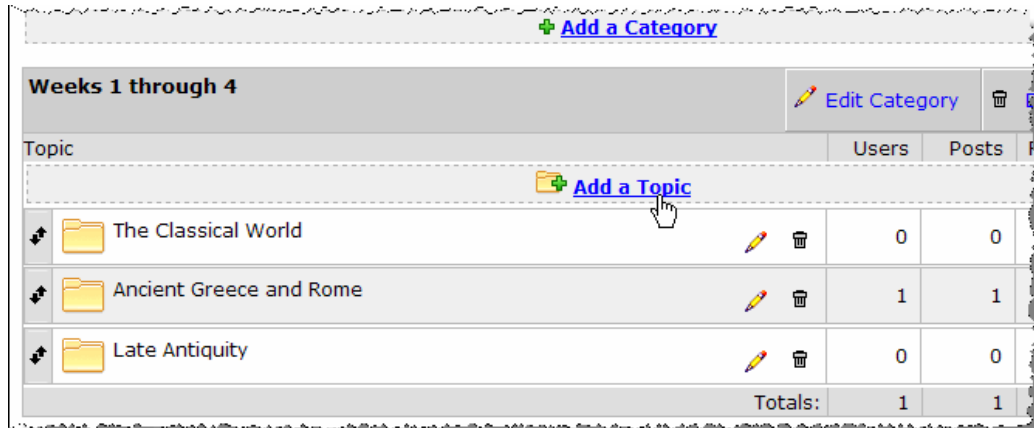 Add a Category
Weeks 1 through 4
Edit Category
Topic Users Posts
Add a Topic
The Classical World 0 0
Ancient Greece and Rome 1 1
Late Antiquity 0 0
Totals: 1 1